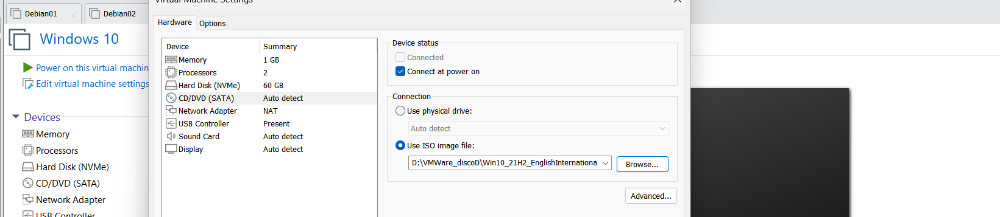 Virtual Machine Settings
Debian01
Debian02
Hardware
Options
Windows 10
Power on this virtual machin
Edit virtual machine settings
Devices
Memory
Processors
Hard Disk (NVMe)
CD/DVD (SATA)
Network Adapter
USB Controller
Device Summary
Memory 1 GB
Processors 2
Hard Disk (NVMe) 60 GB
CD/DVD (SATA) Auto detect
Network Adapter NAT
USB Controller Present
Sound Card Auto detect
Display Auto detect
Device status
Connected
Connect at power on
Connection
Use physical drive:
Auto detect
Use ISO image file:
D:\VMWare_discoD\Win10_21H2_EnglishInternationa
Browse...
Advanced...